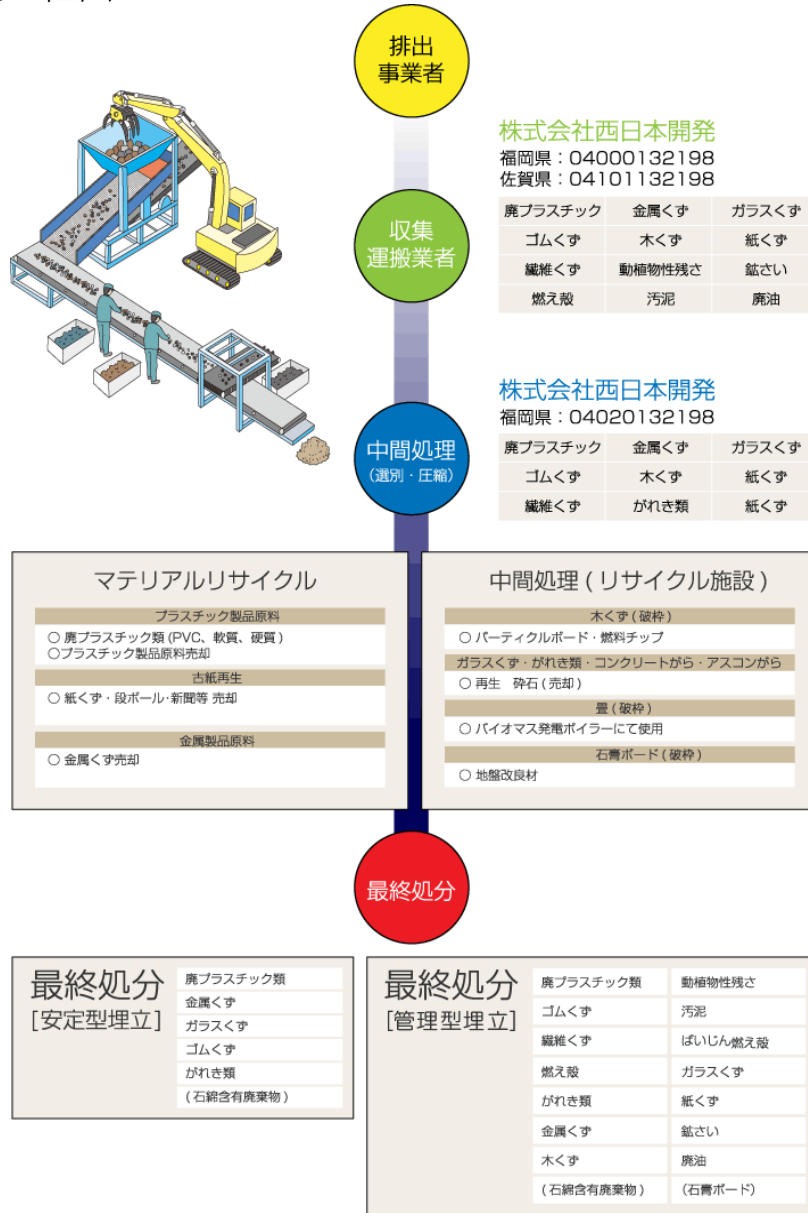 排出
事業者
株式会社西日本開発
福岡県：04000132198
佐賀県：04101132198
収集
運搬業者
廃プラスチック 金属くず ガラスくず
ゴムくず 木くず 紙くず
繊維くず 動植物性残さ 鉱さい
燃え殻 汚泥 廃油
株式会社西日本開発
福岡県：04020132198
中間処理
（選別・圧縮）
廃プラスチック 金属くず ガラスくず
ゴムくず 木くず 紙くず
繊維くず がれき類 紙くず
マテリアルリサイクル
プラスチック製品原料
○ 廃プラスチック類 (PVC、軟質、硬質)
○プラスチック製品原料売却
古紙再生
○ 紙くず・段ボール・新聞等 売却
金属製品原料
○ 金属くず売却
中間処理 ( リサイクル施設 )
木くず ( 破枠 )
○ パーティクルボード・燃料チップ
ガラスくず・がれき類・コンクリートがら・アスコンがら
○ 再生 砕石 ( 売却 )
畳 ( 破枠 )
○ バイオマス発電ボイラーにて使用
石膏ボード ( 破枠 )
○ 地盤改良材
最終処分
最終処分
[安定型埋立]
廃プラスチック類
金属くず
ガラスくず
ゴムくず
がれき類
( 石綿含有廃棄物 )
最終処分
[管理型埋立]
廃プラスチック類 動植物性残さ
ゴムくず 汚泥
繊維くず ばいじん燃え殻
燃え殻 ガラスくず
がれき類 紙くず
金属くず 鉱さい
木くず 廃油
( 石綿含有廃棄物 ) （石膏ボード）